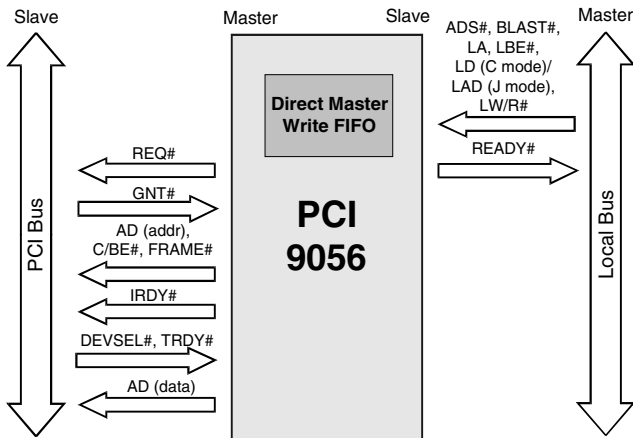 Slave
Master
Slave
Master
ADS#, BLAST#,
LA, LBE#,
LD (C mode)/
LAD (J mode),
LW/R#
READY#
Direct Master
Write FIFO
PCI
9056
REQ#
GNT#
AD (addr),
C/BE#, FRAME#
IRDY#
DEVSEL#, TRDY#
AD (data)
PCI Bus
Local Bus